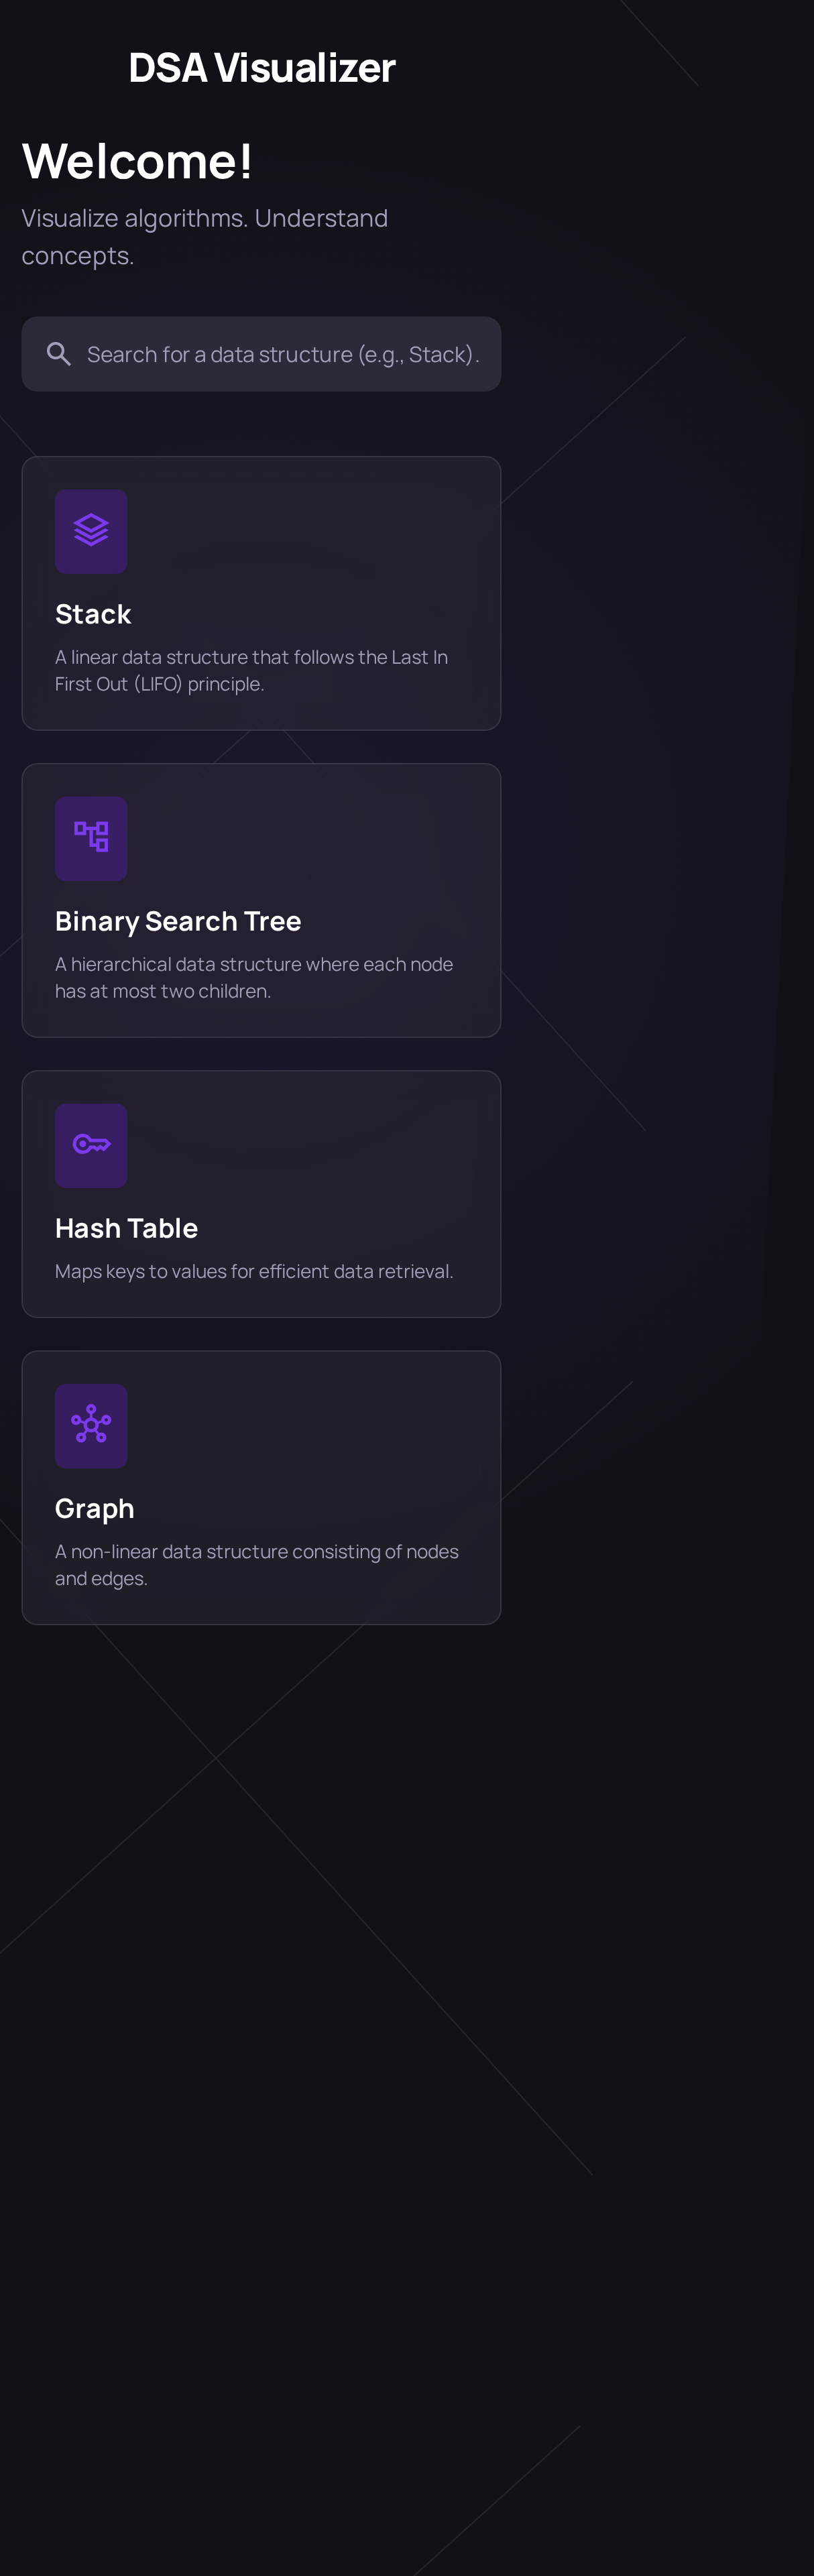 DSA Visualizer
Welcome!
Visualize algorithms. Understand
concepts.
Search for a data structure (e.g., Stack).
Stack
A linear data structure that follows the Last In
First Out (LIFO) principle.
Binary Search Tree
A hierarchical data structure where each node
has at most two children.
Hash Table
Maps keys to values for efficient data retrieval.
Graph
A non-linear data structure consisting of nodes
and edges.